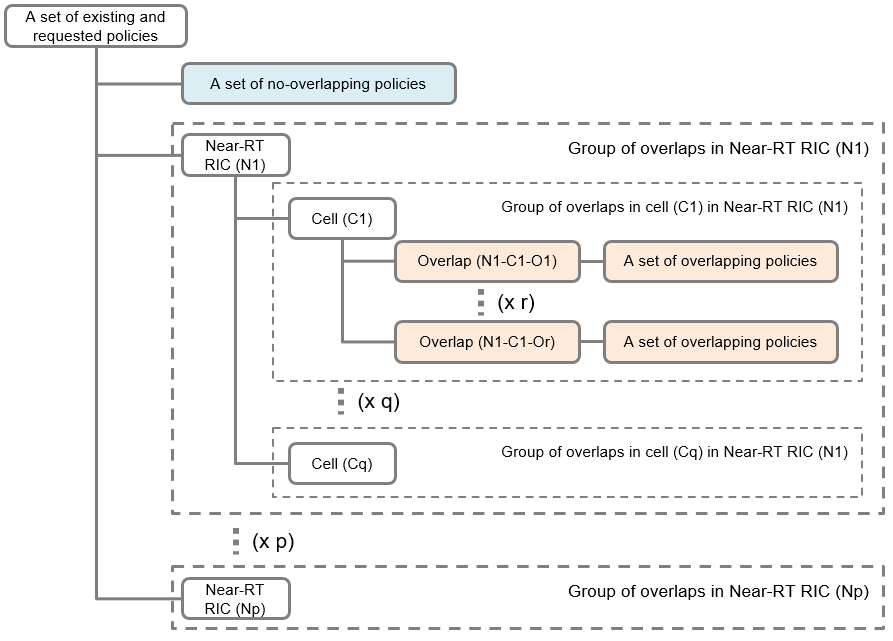 A set of existing and
requested policies
A set of no-overlapping policies
Near-RT
RIC (N1)
Group of overlaps in Near-RT RIC (N1)
Group of overlaps in cell (C1) in Near-RT RIC (N1)
Cell (C1)
Overlap (N1-C1-O1)
A set of overlapping policies
(x r)
Overlap (N1-C1-Or)
A set of overlapping policies
(x q)
Cell (Cq)
Group of overlaps in cell (Cq) in Near-RT RIC (N1)
(x p)
Near-RT
RIC (Np)
Group of overlaps in Near-RT RIC (Np)